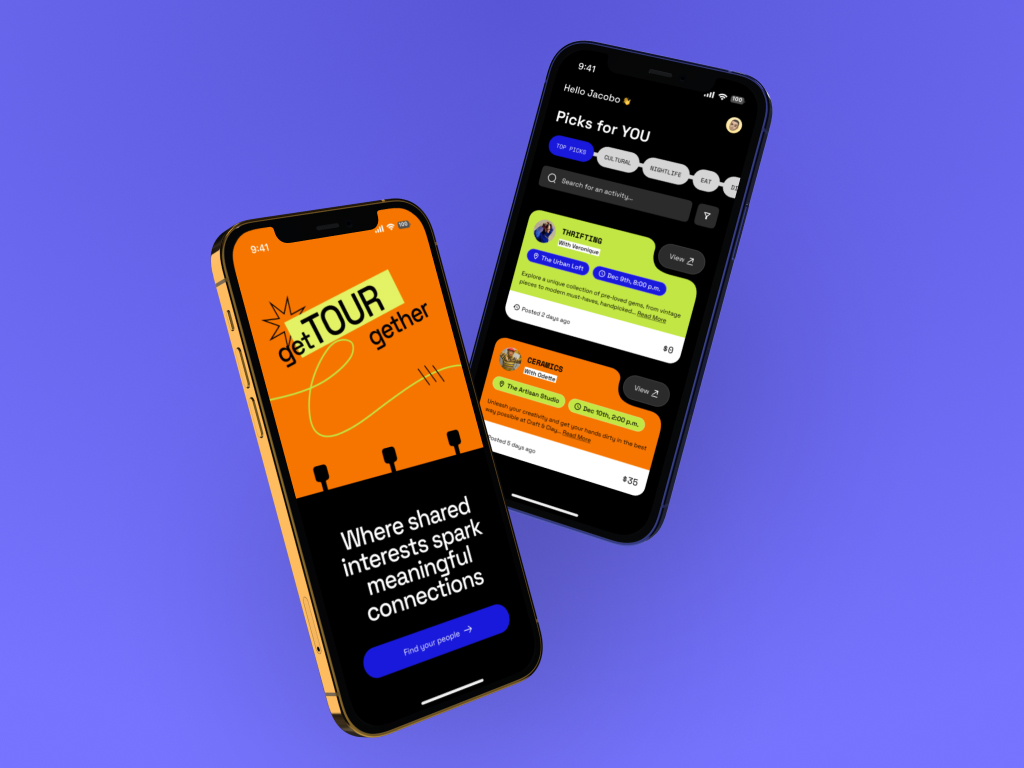 9:41
100
getTOUR
gether
Where shared
interests spark
meaningful
connections
Find your people →
9:41
100
Hello Jacobo 👋
Picks for YOU
TOP PICKS
CULTURAL
NIGHTLIFE
EAT
Search for an activity...
THRIFTING
With Veronique
View
The Urban Loft
Dec 9th, 8:00 p.m.
Explore a unique collection of pre-loved gems, from vintage
pieces to modern must-haves, handpicked... Read More
Posted 2 days ago
$0
CERAMICS
With Odette
View
The Artisan Studio
Dec 10th, 2:00 p.m.
Unleash your creativity and get your hands dirty in the best
way possible at Craft & Clay... Read More
Posted 5 days ago
$35